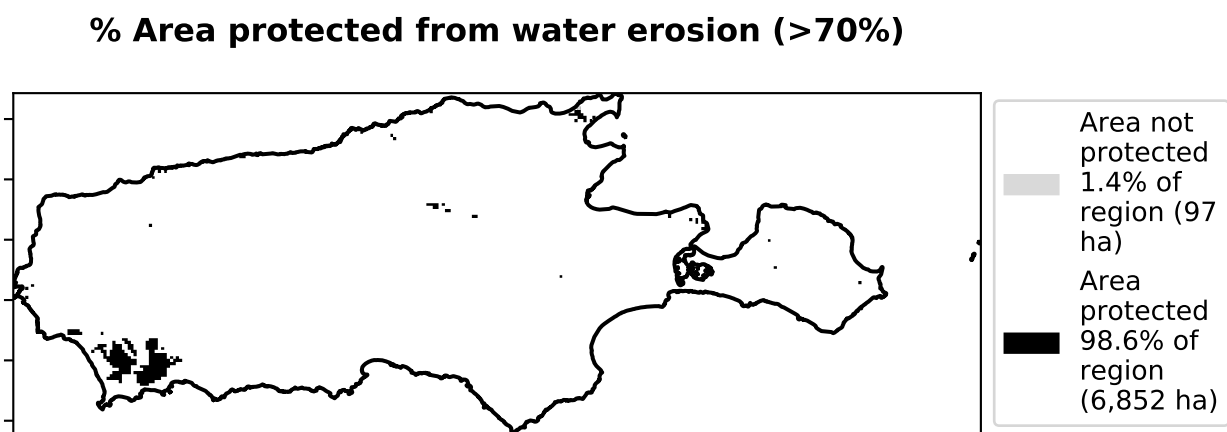 % Area protected from water erosion (>70%)
Area not
protected
1.4% of
region (97
ha)
Area
protected
98.6% of
region
(6,852 ha)